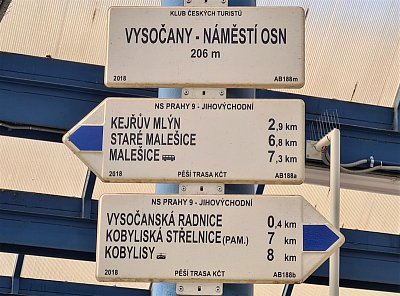 KLUB ČESKÝCH TURISTŮ
VYSOČANY - NÁMĚSTÍ OSN
206 m
2018 AB188m
NS PRAHY 9 - JIHOVÝCHODNÍ
KEJŘŮV MLÝN 2,9 km
STARÉ MALEŠICE 6,8 km
MALEŠICE 7,3 km
2018 PĚŠÍ TRASA KČT AB188a
NS PRAHY 9 - JIHOVÝCHODNÍ
VYSOČANSKÁ RADNICE 0,4 km
KOBYLISKÁ STŘELNICE (PAM.) 7 km
KOBYLISY 8 km
2018 PĚŠÍ TRASA KČT AB188b